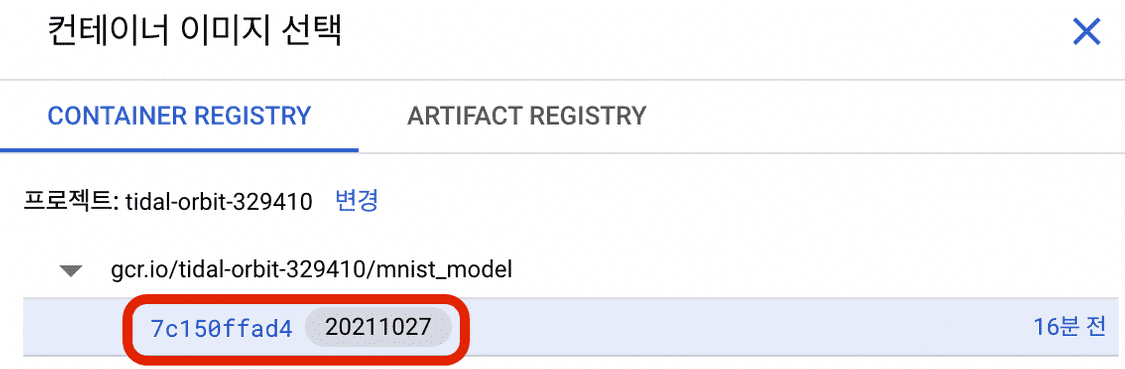 컨테이너 이미지 선택
CONTAINER REGISTRY ARTIFACT REGISTRY
프로젝트: tidal-orbit-329410 변경
gcr.io/tidal-orbit-329410/mnist_model
7c150ffad4 20211027 16분 전